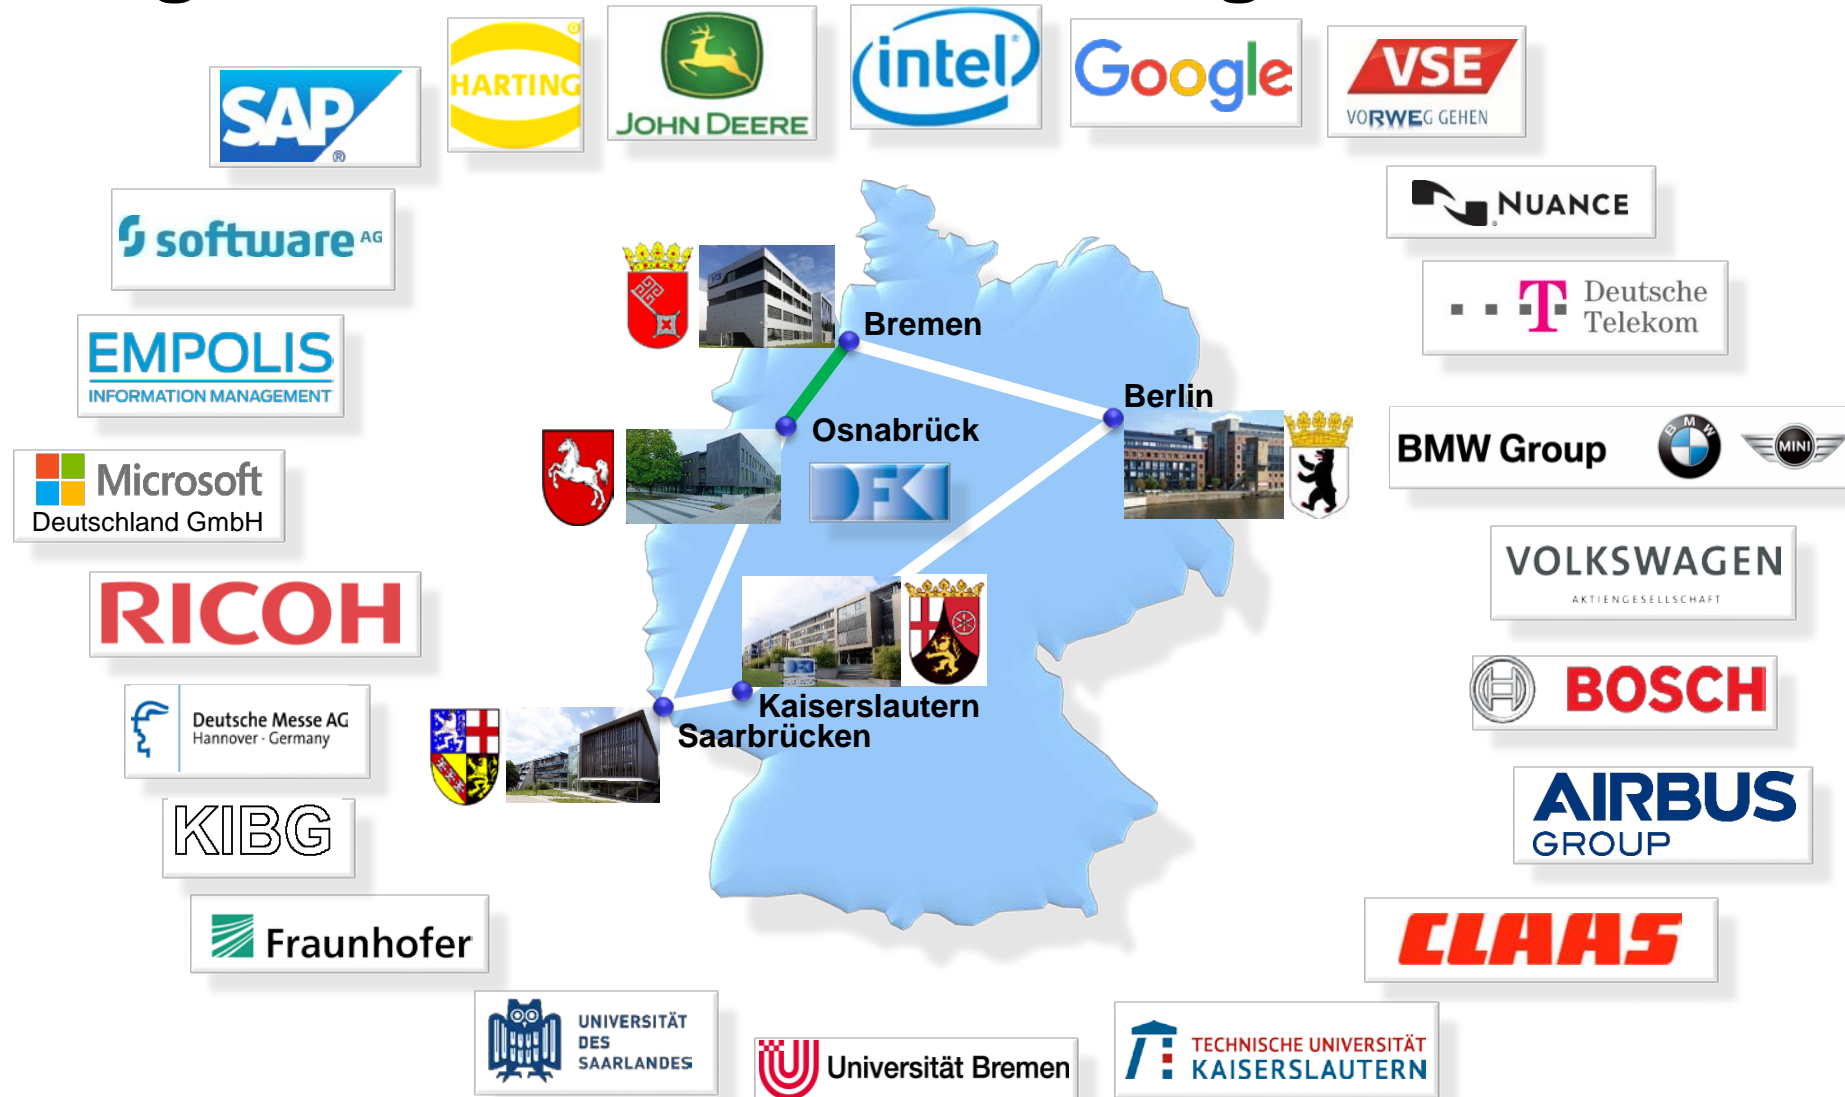 SAP
®
HARTING
®
JOHN DEERE
intel®
Google
VSE
VORWEG GEHEN
NUANCE
software AG
Deutsche
Telekom
T
EMPOLIS
INFORMATION MANAGEMENT
Bremen
Berlin
Osnabrück
BMW Group
BMW
MINI
Microsoft
Deutschland GmbH
DFK
VOLKSWAGEN
AKTIENGESELLSCHAFT
RICOH
BOSCH
Kaiserslautern
Saarbrücken
Deutsche Messe AG
Hannover · Germany
AIRBUS
GROUP
KIBG
Fraunhofer
CLAAS
UNIVERSITÄT
DES
SAARLANDES
Universität Bremen
TECHNISCHE UNIVERSITÄT
KAISERSLAUTERN